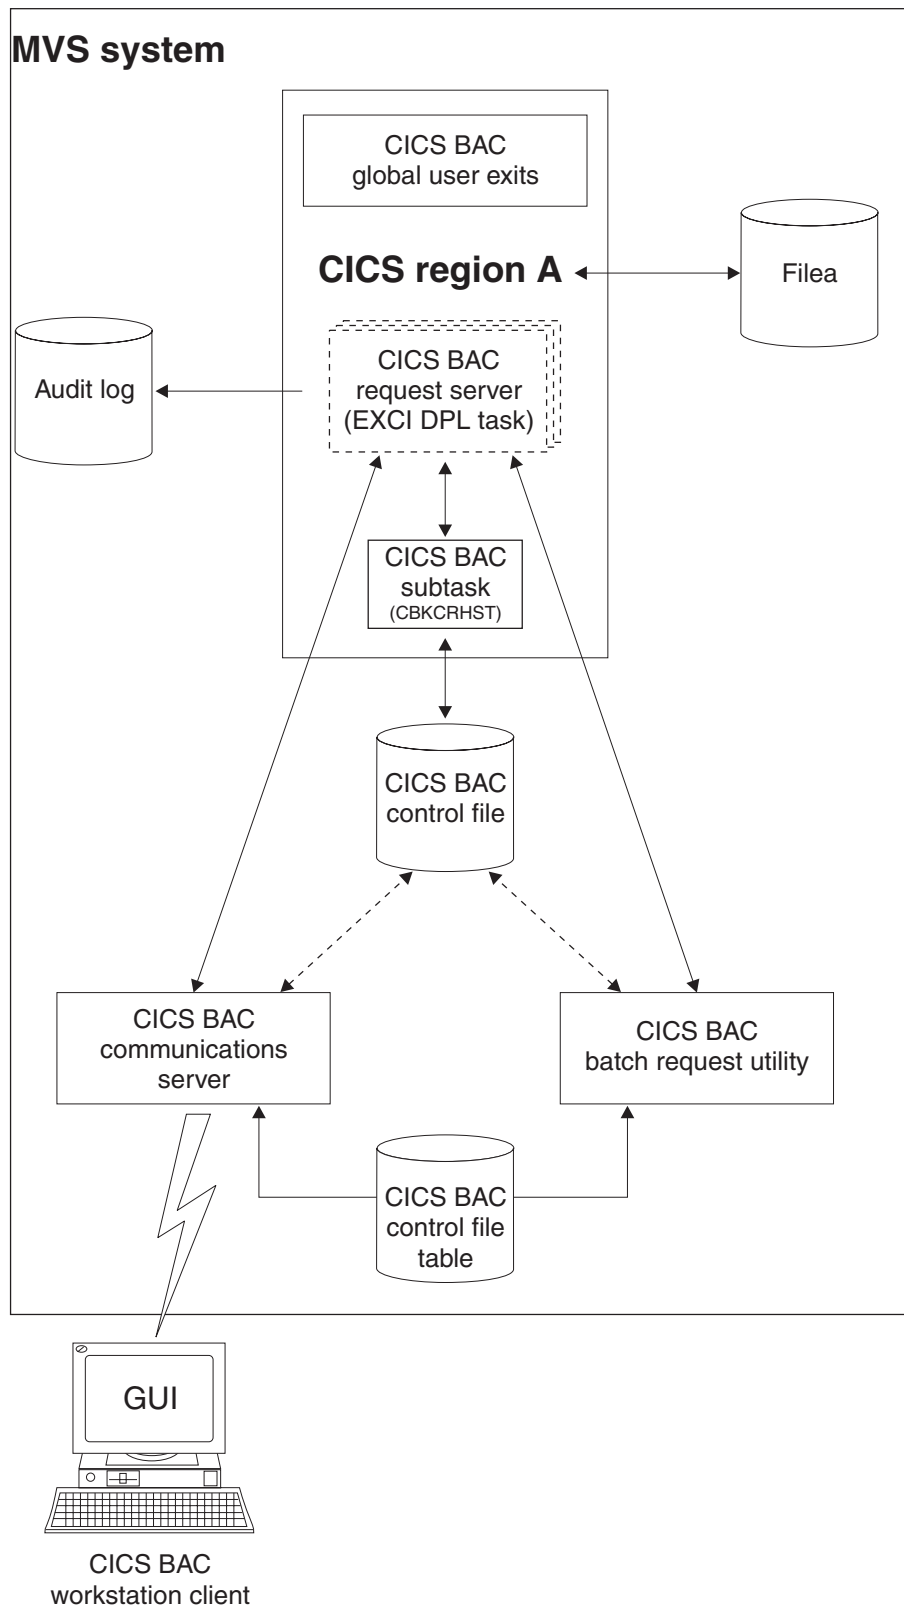 MVS system
CICS BAC
global user exits
CICS region A
Filea
Audit log
CICS BAC
request server
(EXCI DPL task)
CICS BAC
subtask
(CBKCRHST)
CICS BAC
control file
CICS BAC
communications
server
CICS BAC
batch request utility
CICS BAC
control file
table
GUI
CICS BAC
workstation client